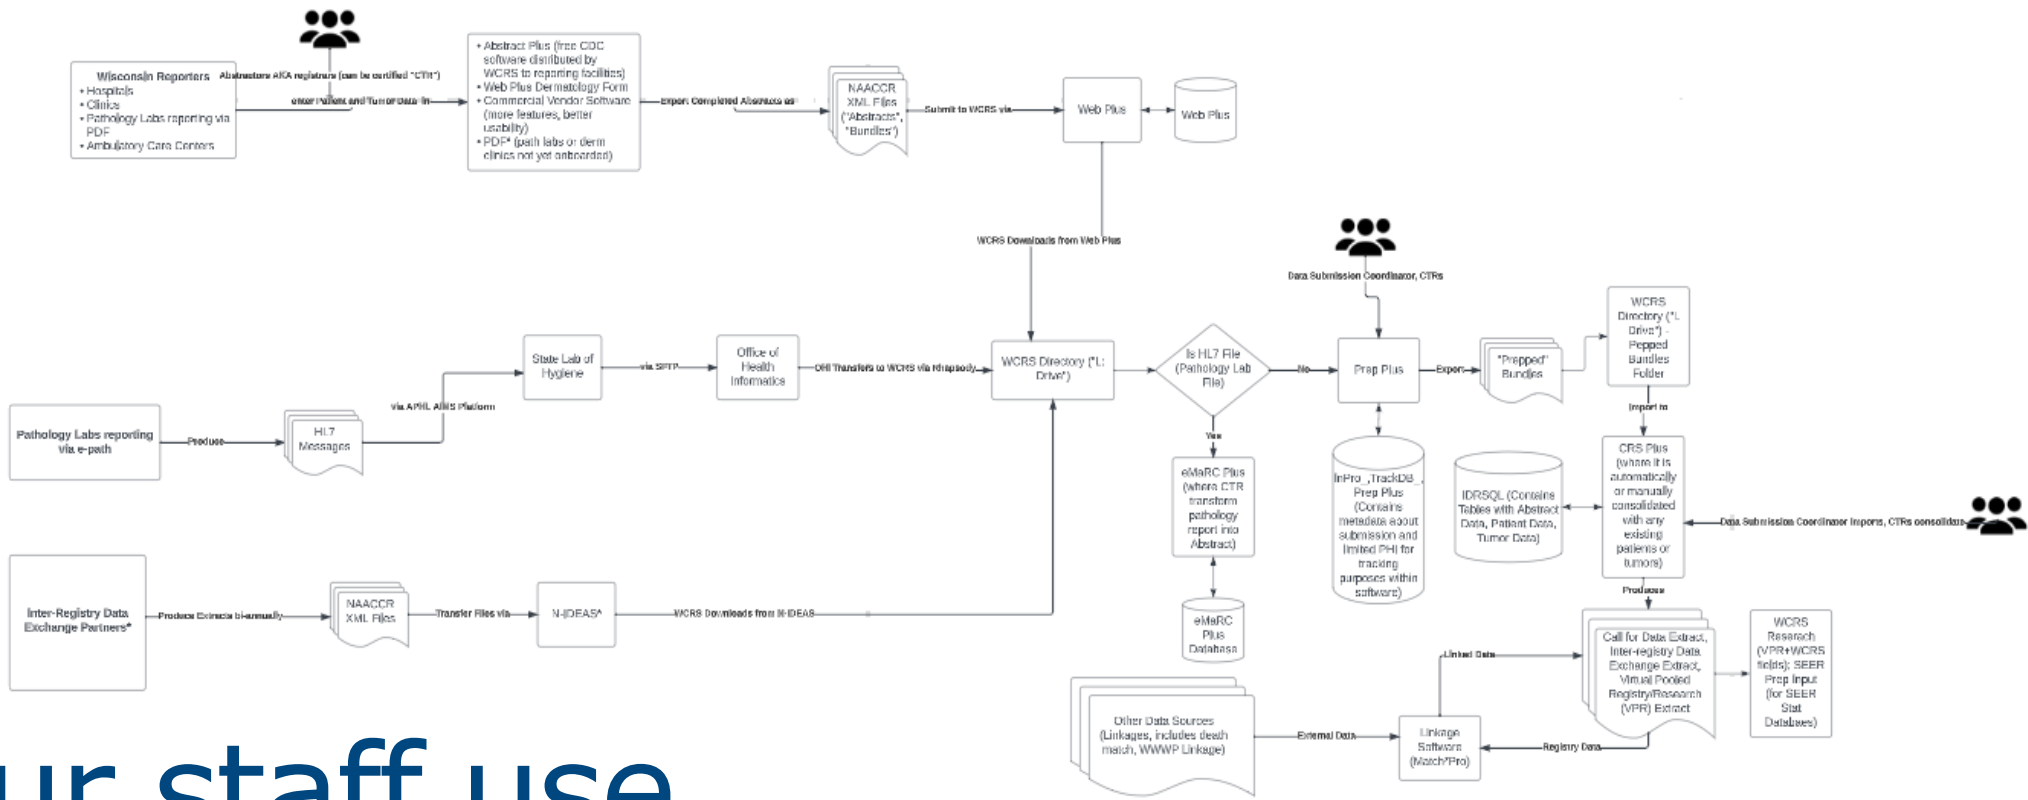 Wisconsin Reporters
• Hospitals
• Clinics
• Pathology Labs reporting via
PDF
• Ambulatory Care Centers
Abstractors AKA registrars (can be certified "CTR")
enter Patient and Tumor Data in
• Abstract Plus (free CDC
software distributed by
WCRS to reporting facilities)
• Web Plus Dermatology Form
• Commercial Vendor Software
(more features, better
usability)
• PDF* (path labs or derm
clinics not yet onboarded)
Export Completed Abstracts as
NAACCR
XML Files
("Abstracts",
"Bundles")
Submit to WCRS via
Web Plus
Web Plus
WCRS Downloads from Web Plus
Pathology Labs reporting
via e-path
Produce
HL7
Messages
via APHL AIMS Platform
State Lab of
Hygiene
via SFTP
Office of
Health
Informatics
OHI Transfers to WCRS via Rhapsody
WCRS Directory ("L:
Drive")
Is HL7 File
(Pathology Lab
File)
No
Yes
Data Submission Coordinator, CTRs
Prep Plus
Export
"Prepped"
Bundles
WCRS
Directory ("L
Drive") -
Pepped
Bundles
Folder
Import to
eMaRC Plus
(where CTR
transform
pathology
report into
Abstract)
eMaRC
Plus
Database
InPro_,TrackDB_,
Prep Plus
(Contains
metadata about
submission and
limited PHI for
tracking
purposes within
software)
IDRSQL (Contains
Tables with Abstract
Data, Patient Data,
Tumor Data)
CRS Plus
(where it is
automatically
or manually
consolidated
with any
existing
patients or
tumors)
Data Submission Coordinator Imports, CTRs consolidate
Produces
Inter-Registry Data
Exchange Partners*
Produce Extracts bi-annually
NAACCR
XML Files
Transfer Files via
N-IDEAS*
WCRS Downloads from N-IDEAS
Other Data Sources
(Linkages, includes death
match, WWWP Linkage)
External Data
Linkage
Software
(Match*Pro)
Linked Data
Registry Data
Call for Data Extract,
Inter-registry Data
Exchange Extract,
Virtual Pooled
Registry/Research
(VPR) Extract
WCRS
Reserach
(VPR+WCRS
fields); SEER
Prep Input
(for SEER
Stat
Databaes)
ur staff use